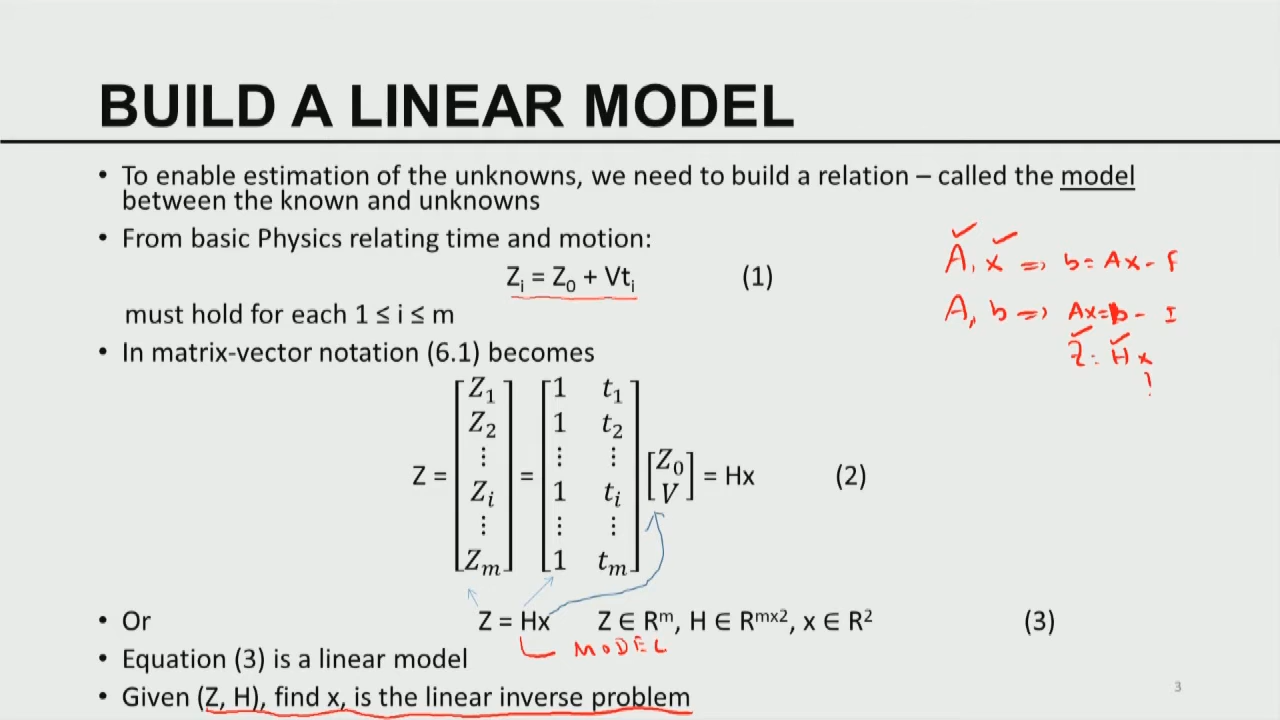 BUILD A LINEAR MODEL
• To enable estimation of the unknowns, we need to build a relation – called the model
between the known and unknowns
• From basic Physics relating time and motion:
Zᵢ = Z₀ + Vtᵢ (1)
must hold for each 1 ≤ i ≤ m
• In matrix-vector notation (6.1) becomes
Z = [Z₁ Z₂ ⋮ Zᵢ ⋮ Zₘ] = [1 t₁ 1 t₂ ⋮ ⋮ 1 tᵢ ⋮ ⋮ 1 tₘ] [Z₀ V] = Hx (2)
• Or Z = Hx Z ∈ Rᵐ, H ∈ Rᵐˣ², x ∈ R² (3)
MODEL
• Equation (3) is a linear model
• Given (Z, H), find x, is the linear inverse problem
A, x ⇒ b = Ax - F
A, b ⇒ Ax = b - I
Z = Hx
?
3